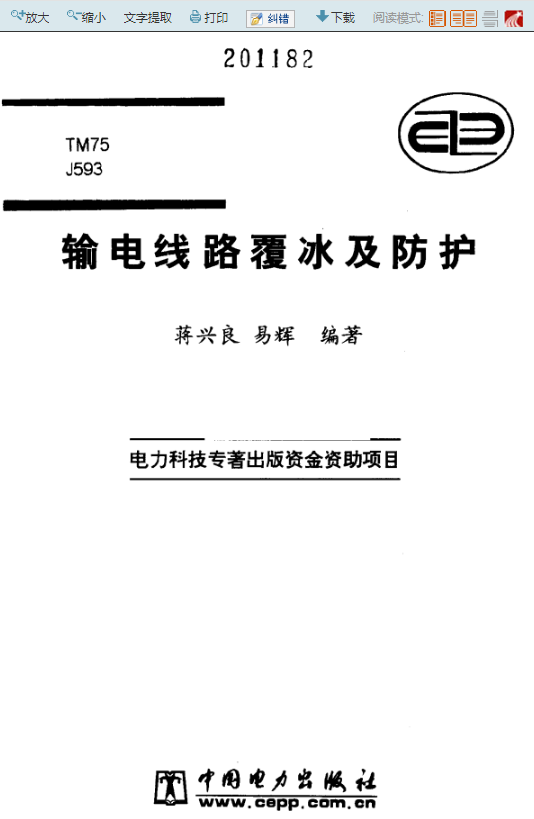 放大 缩小 文字提取 打印 纠错 下载 阅读模式:
201182
TM75
J593
输电线路覆冰及防护
蒋兴良 易辉 编著
电力科技专著出版资金资助项目
中国电力出版社
www.cepp.com.cn